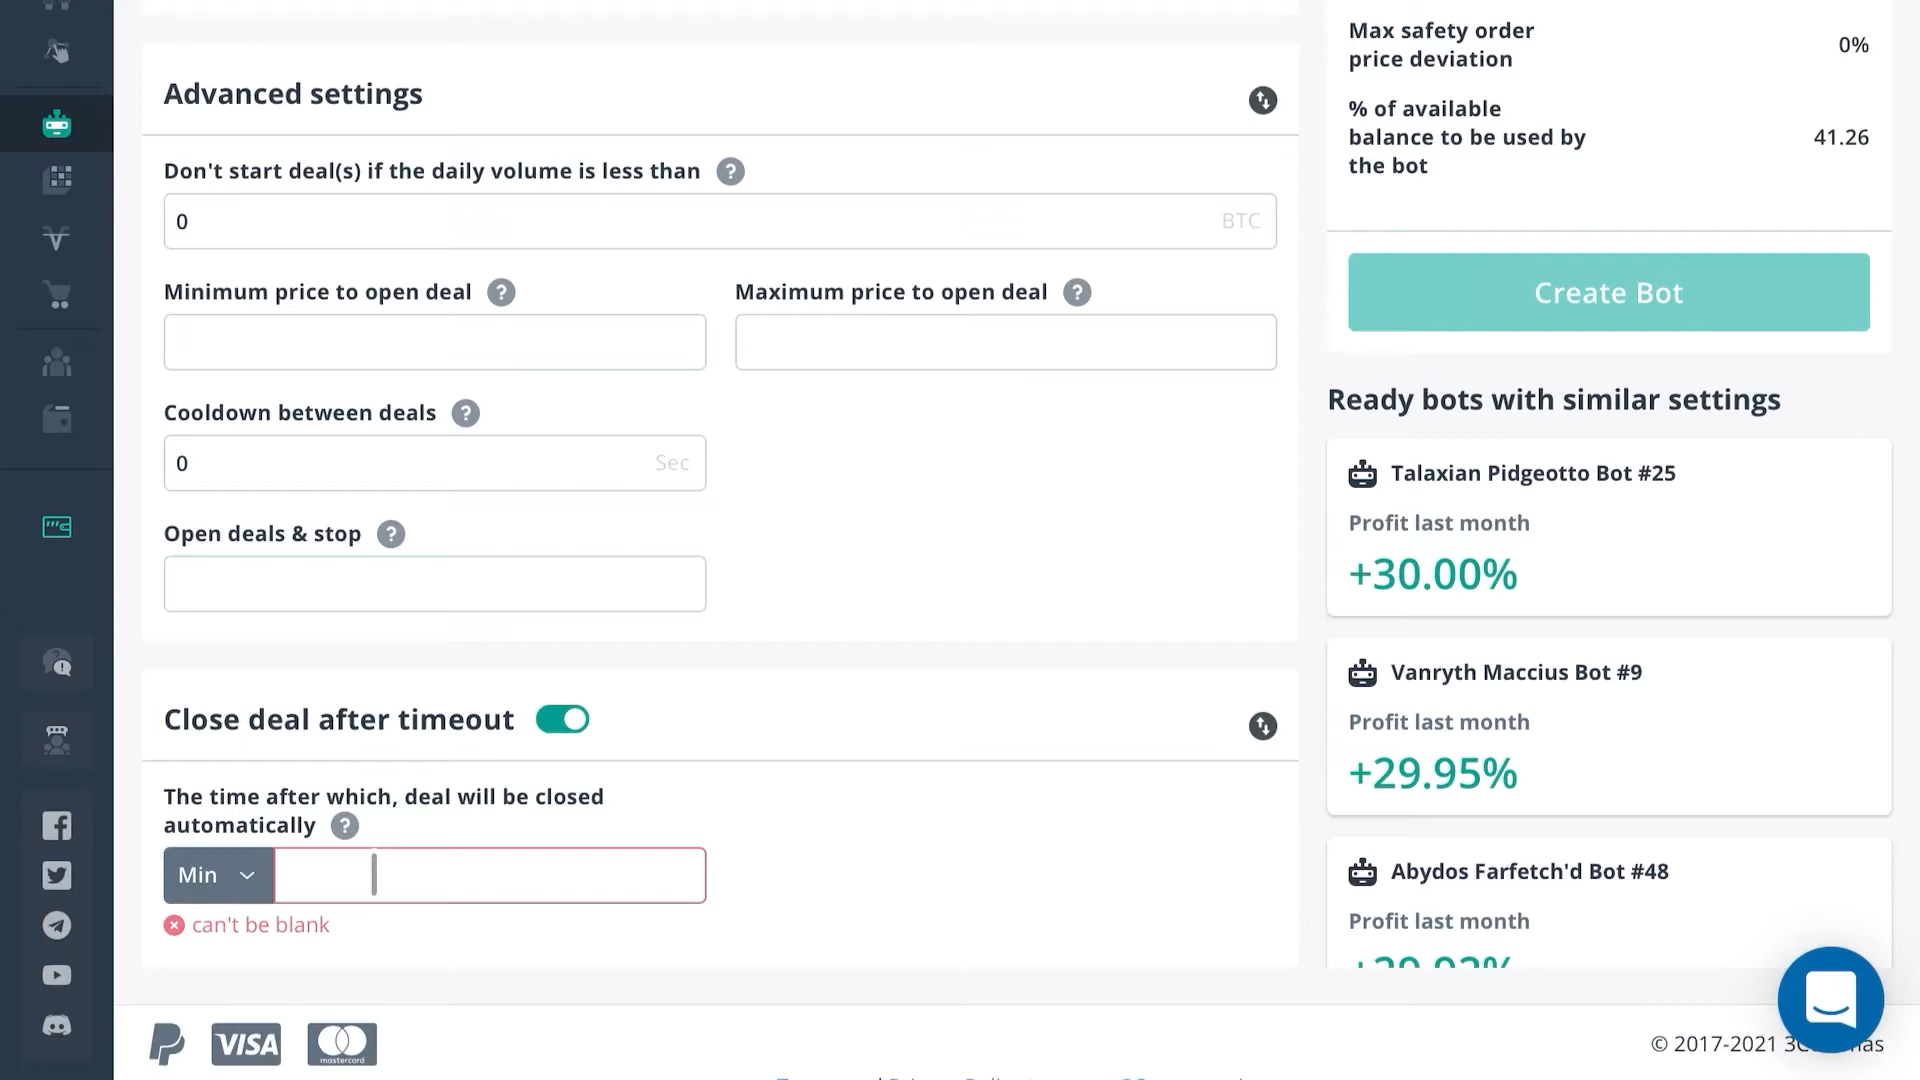 Advanced settings
Don't start deal(s) if the daily volume is less than
0
BTC
Minimum price to open deal
Maximum price to open deal
Cooldown between deals
0
Sec
Open deals & stop
Close deal after timeout
The time after which, deal will be closed
automatically
Min
can't be blank
Max safety order
price deviation
0%
% of available
balance to be used by
the bot
41.26
Create Bot
Ready bots with similar settings
Talaxian Pidgeotto Bot #25
Profit last month
+30.00%
Vanryth Maccius Bot #9
Profit last month
+29.95%
Abydos Farfetch'd Bot #48
Profit last month
VISA
mastercard
© 2017-2021